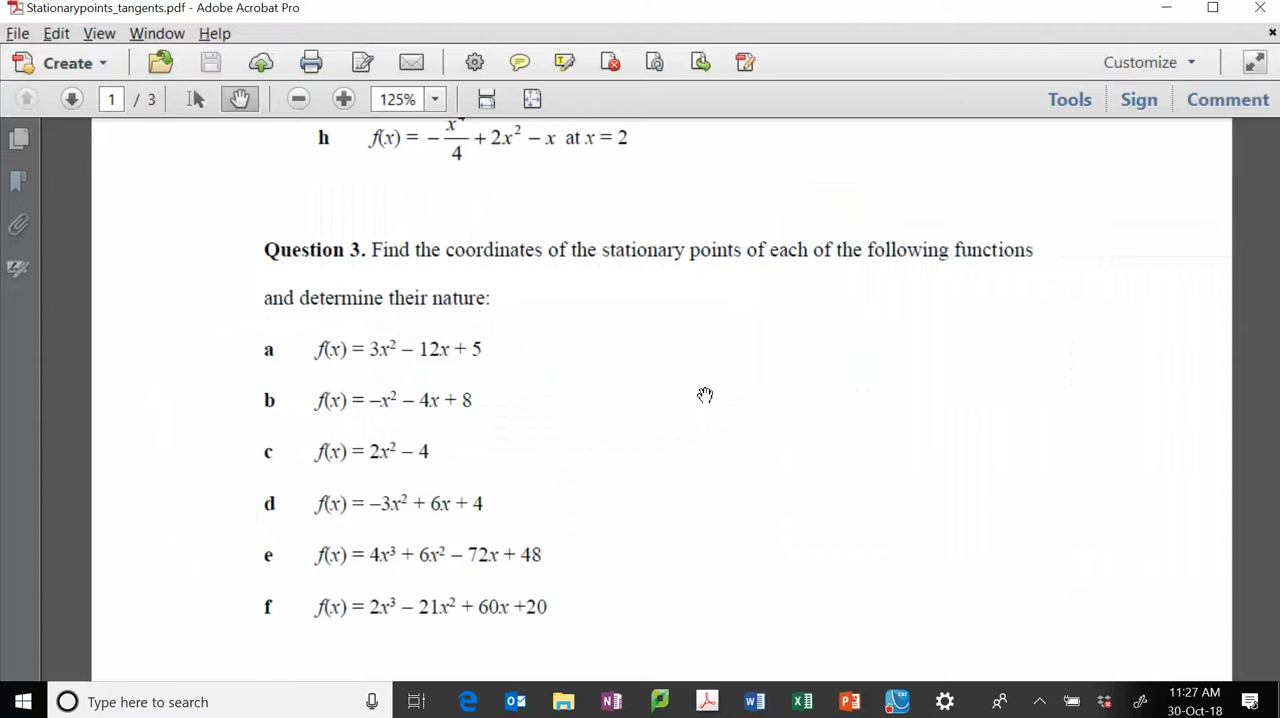 Stationarypoints_tangents.pdf - Adobe Acrobat Pro
File Edit View Window Help
Create
Customize
1 / 3
125%
Tools Sign Comment
h f(x) = −x⁴/4 + 2x² − x at x = 2
Question 3. Find the coordinates of the stationary points of each of the following functions
and determine their nature:
a f(x) = 3x² − 12x + 5
b f(x) = −x² − 4x + 8
c f(x) = 2x² − 4
d f(x) = −3x² + 6x + 4
e f(x) = 4x³ + 6x² − 72x + 48
f f(x) = 2x³ − 21x² + 60x +20
Type here to search
11:27 AM
30-Oct-18